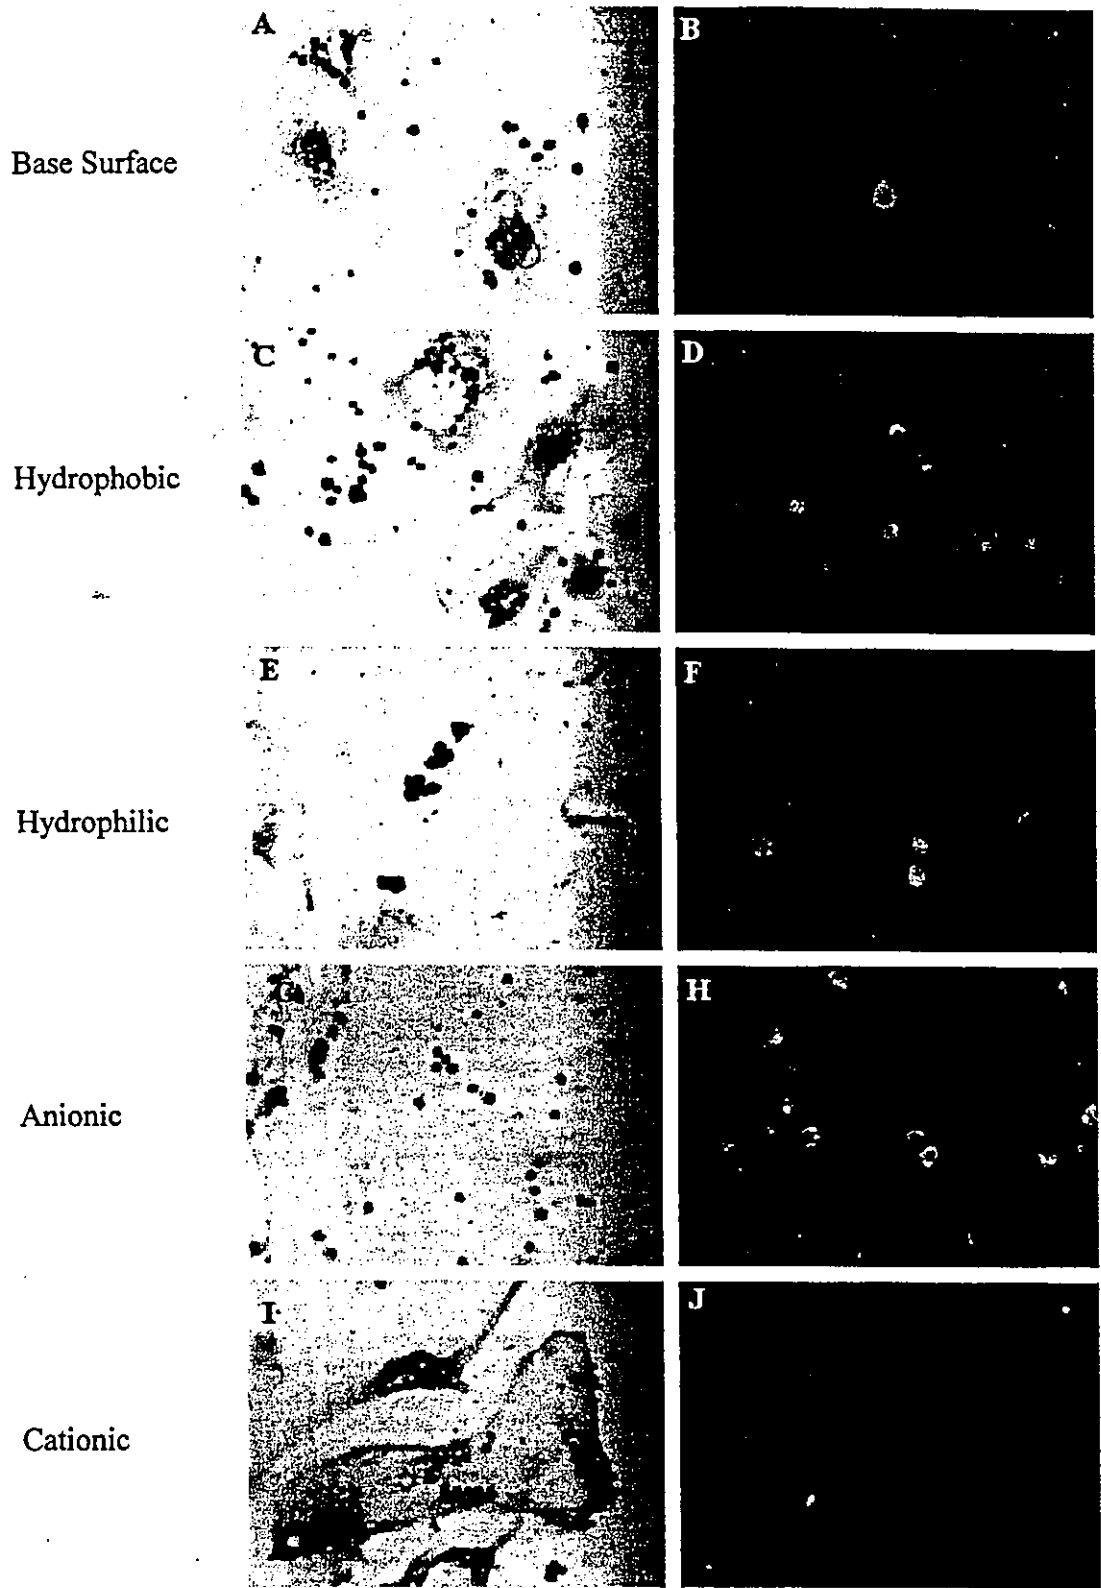 A
B
Base Surface
C
D
Hydrophobic
E
F
Hydrophilic
G
H
Anionic
I
J
Cationic